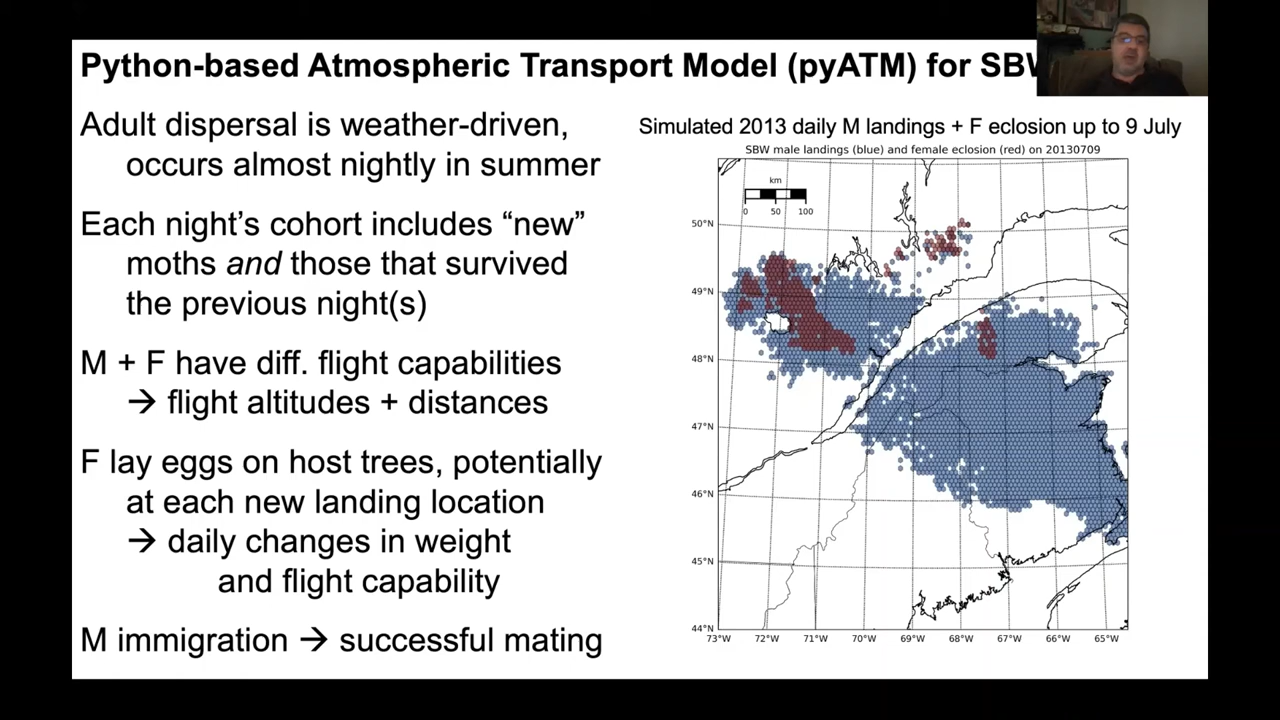 Python-based Atmospheric Transport Model (pyATM) for SBW
Adult dispersal is weather-driven,
occurs almost nightly in summer
Each night’s cohort includes “new”
moths and those that survived
the previous night(s)
M + F have diff. flight capabilities
→ flight altitudes + distances
F lay eggs on host trees, potentially
at each new landing location
→ daily changes in weight
and flight capability
M immigration → successful mating
Simulated 2013 daily M landings + F eclosion up to 9 July
SBW male landings (blue) and female eclosion (red) on 20130709
km
0 50 100
50°N
49°N
48°N
47°N
46°N
45°N
44°N
73°W 72°W 71°W 70°W 69°W 68°W 67°W 66°W 65°W